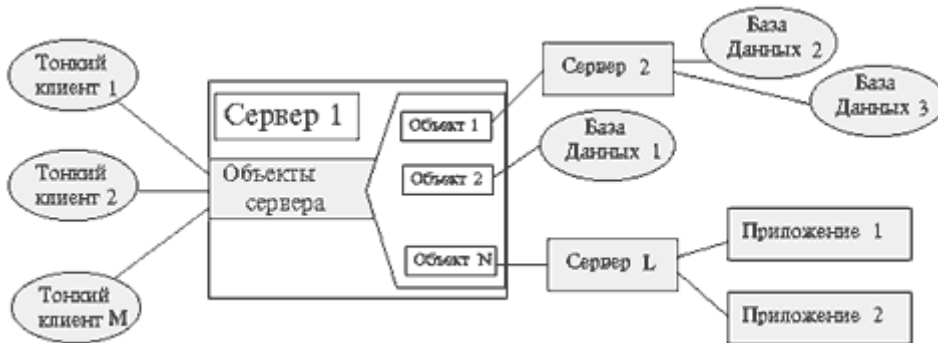 Тонкий
клиент 1
Тонкий
клиент 2
Тонкий
клиент M
Сервер 1
Объекты
сервера
Объект 1
Объект 2
Объект N
Сервер 2
База
Данных 2
База
Данных 3
База
Данных 1
Сервер L
Приложение 1
Приложение 2